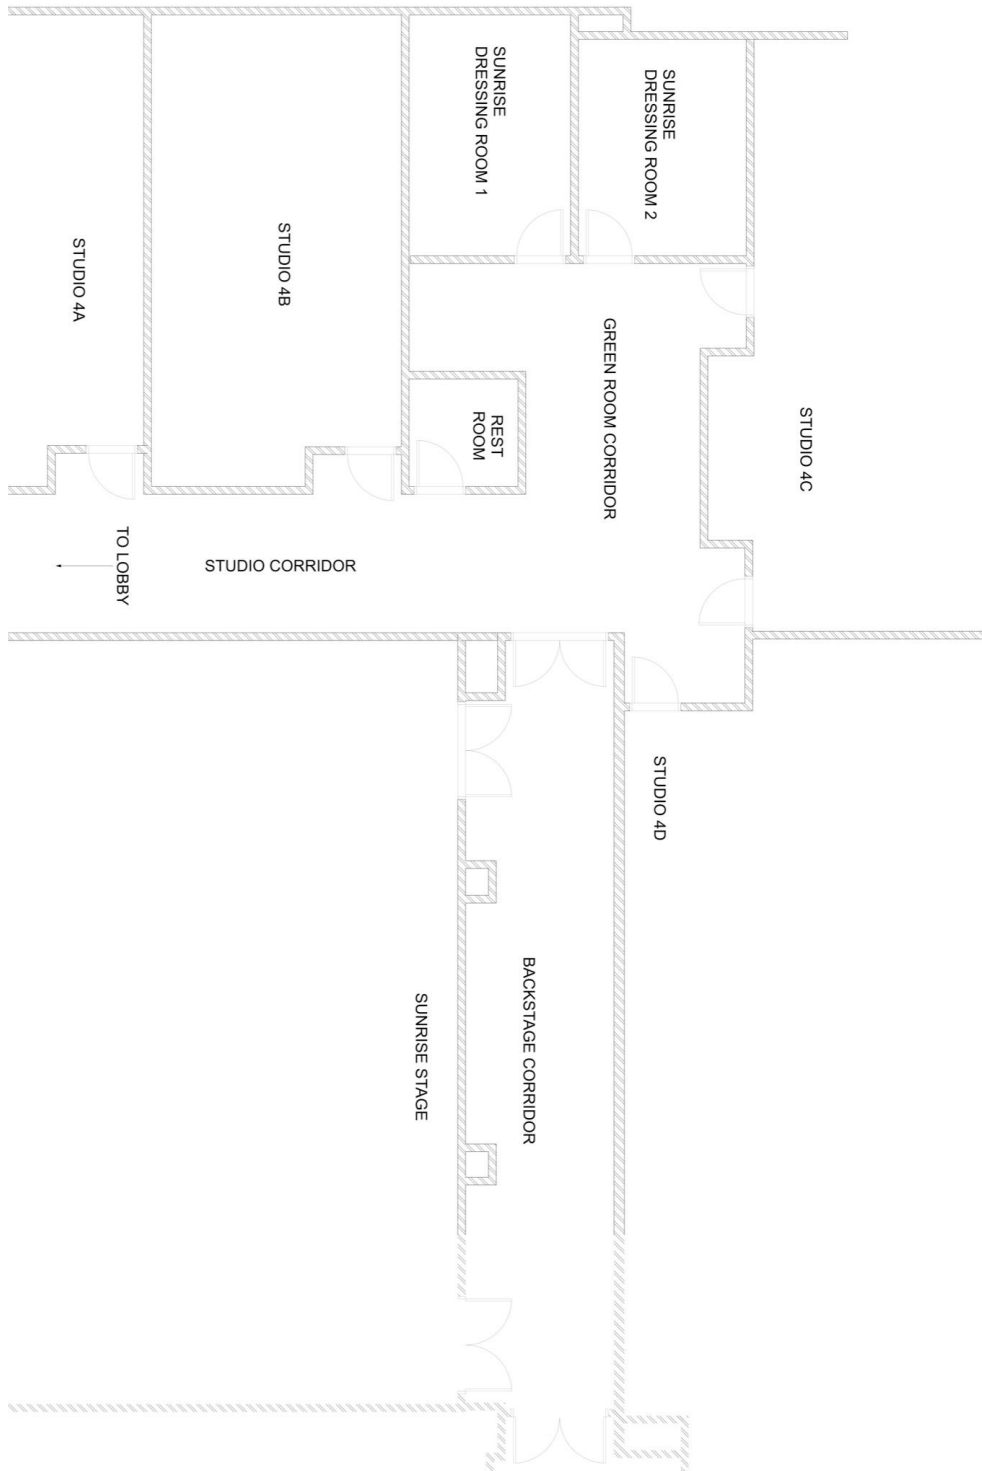 SUNRISE
DRESSING ROOM 1
SUNRISE
DRESSING ROOM 2
STUDIO 4A
STUDIO 4B
GREEN ROOM CORRIDOR
STUDIO 4C
REST
ROOM
TO LOBBY
STUDIO CORRIDOR
STUDIO 4D
SUNRISE STAGE
BACKSTAGE CORRIDOR